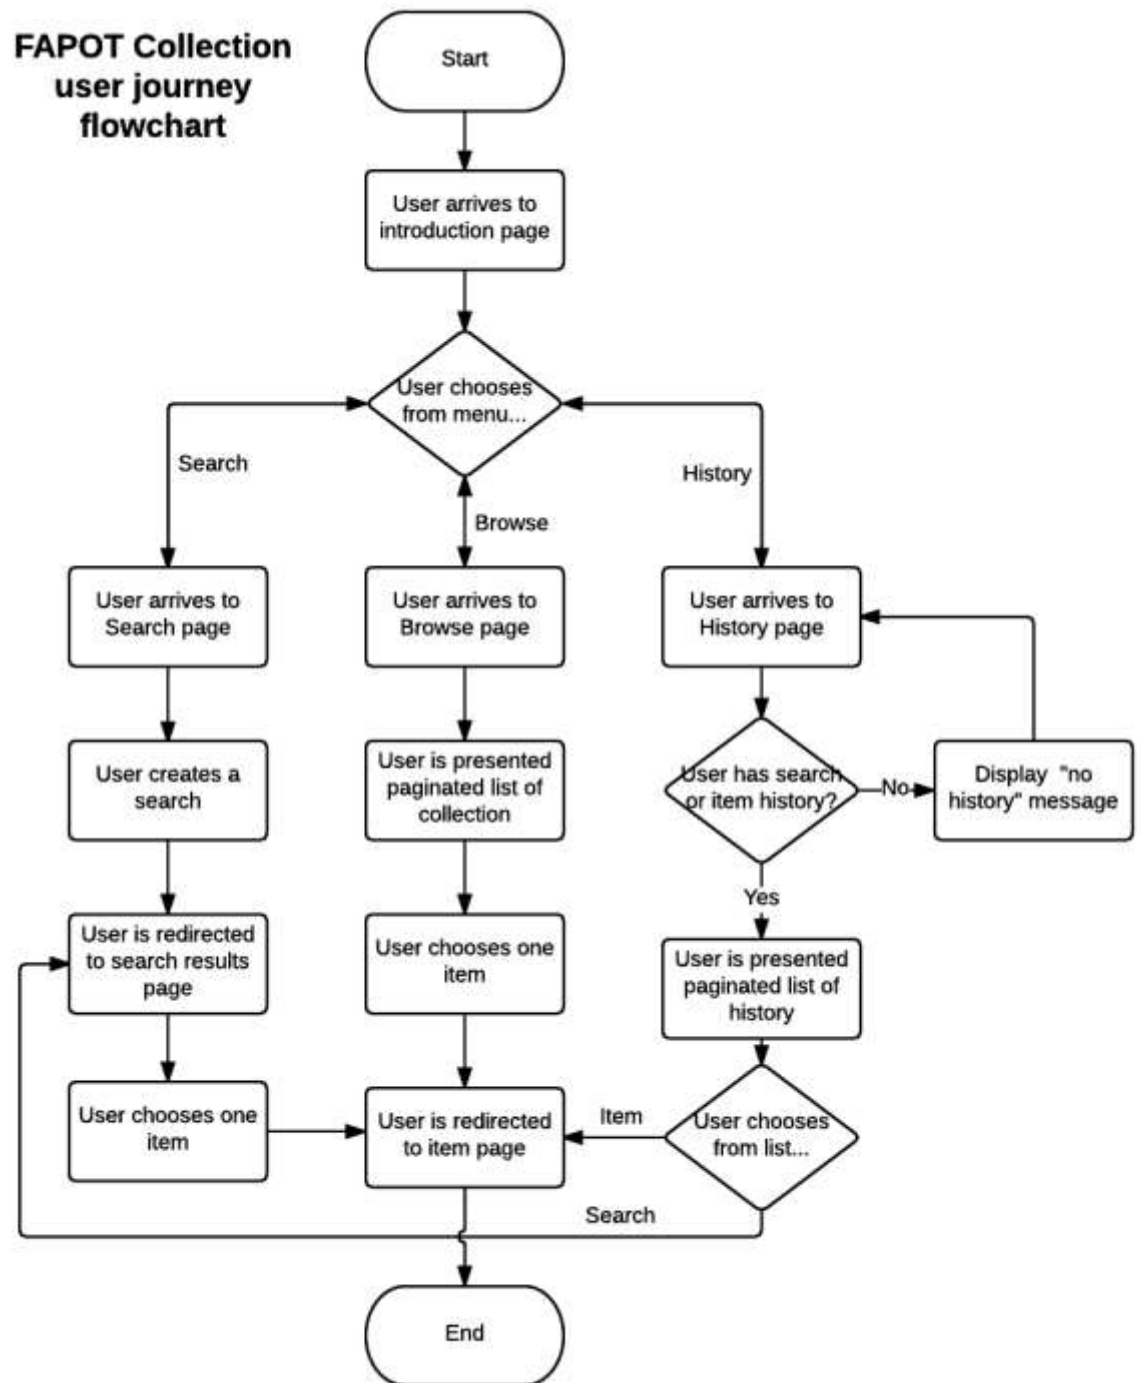 FAPOT Collection
user journey
flowchart
Start
User arrives to
introduction page
User chooses
from menu...
Search
History
Browse
User arrives to
Search page
User arrives to
Browse page
User arrives to
History page
User creates a
search
User is presented
paginated list of
collection
User has search
or item history?
No
Display "no
history" message
Yes
User is redirected
to search results
page
User chooses one
item
User is presented
paginated list of
history
User chooses one
item
User is redirected
to item page
Item
User chooses
from list...
Search
End